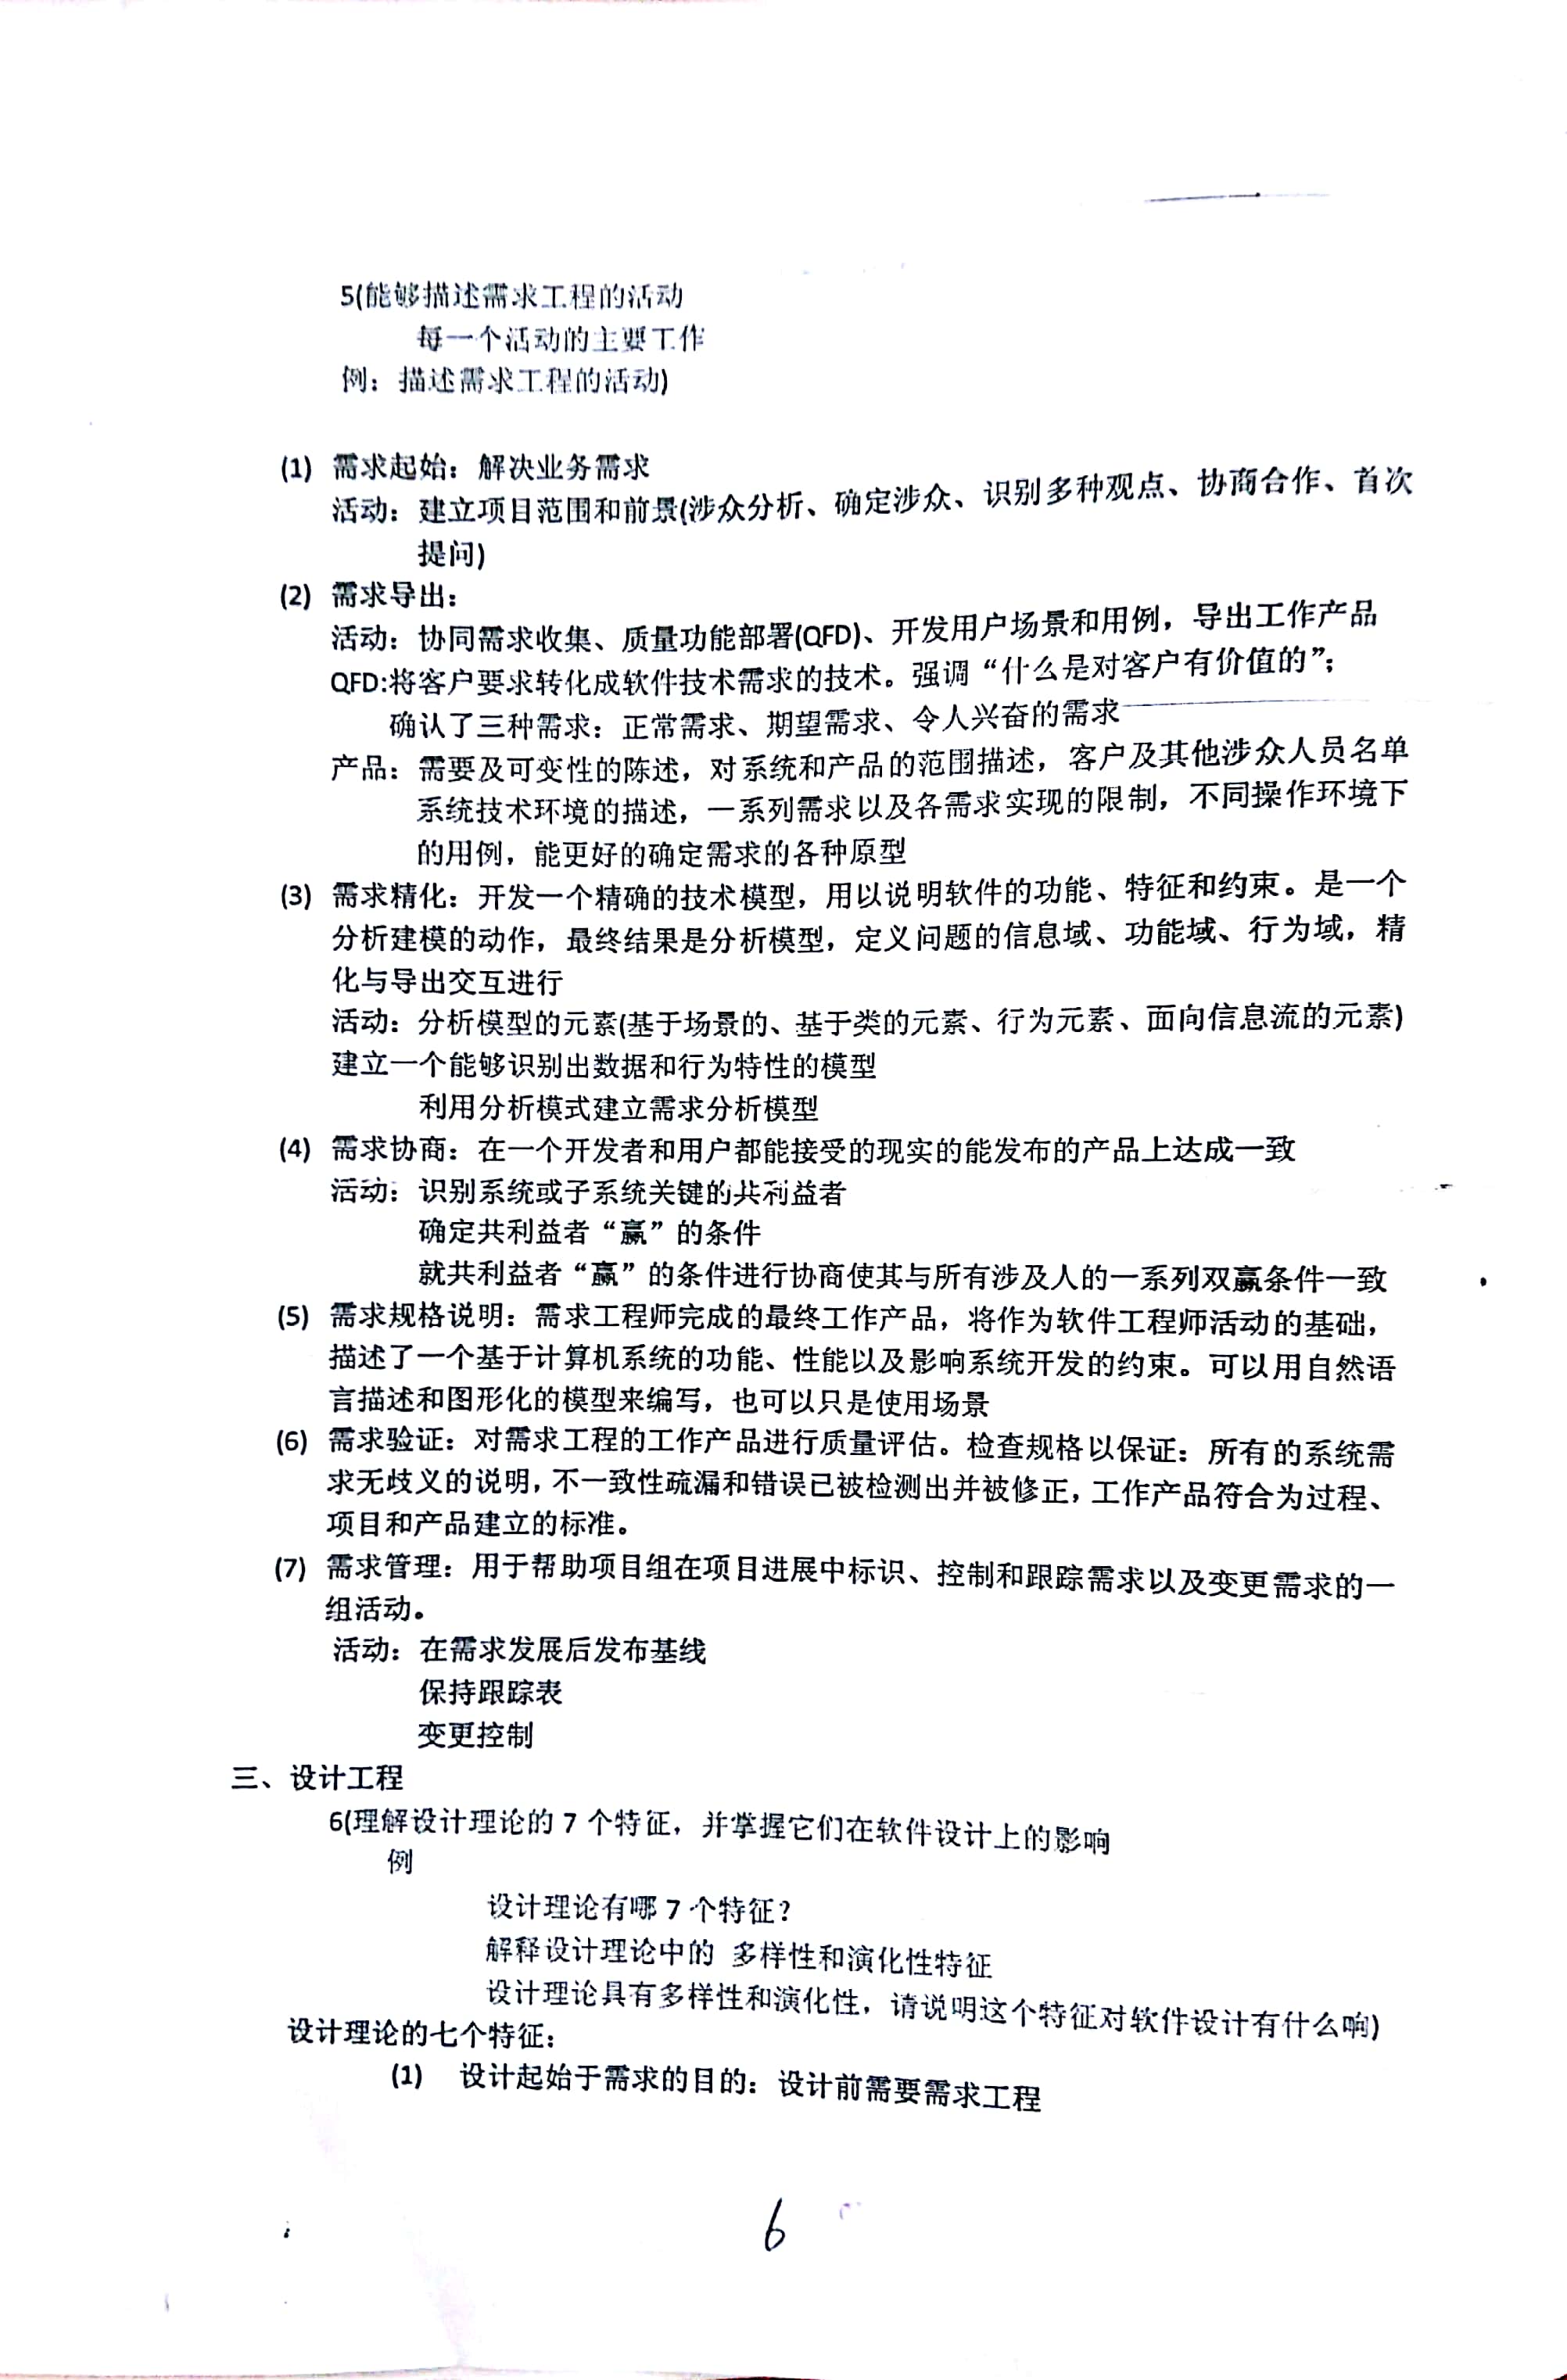 5(能够描述需求工程的活动
每一个活动的主要工作
例：描述需求工程的活动)
(1) 需求起始：解决业务需求
活动：建立项目范围和前景(涉众分析、确定涉众、识别多种观点、协商合作、首次
提问)
(2) 需求导出：
活动：协同需求收集、质量功能部署(QFD)、开发用户场景和用例，导出工作产品
QFD:将客户要求转化成软件技术需求的技术。强调“什么是对客户有价值的”；
确认了三种需求：正常需求、期望需求、令人兴奋的需求
产品：需要及可变性的陈述，对系统和产品的范围描述，客户及其他涉众人员名单
系统技术环境的描述，一系列需求以及各需求实现的限制，不同操作环境下
的用例，能更好的确定需求的各种原型
(3) 需求精化：开发一个精确的技术模型，用以说明软件的功能、特征和约束。是一个
分析建模的动作，最终结果是分析模型，定义问题的信息域、功能域、行为域，精
化与导出交互进行
活动：分析模型的元素(基于场景的、基于类的元素、行为元素、面向信息流的元素)
建立一个能够识别出数据和行为特性的模型
利用分析模式建立需求分析模型
(4) 需求协商：在一个开发者和用户都能接受的现实的能发布的产品上达成一致
活动：识别系统或子系统关键的共利益者
确定共利益者“赢”的条件
就共利益者“赢”的条件进行协商使其与所有涉及人的一系列双赢条件一致
(5) 需求规格说明：需求工程师完成的最终工作产品，将作为软件工程师活动的基础，
描述了一个基于计算机系统的功能、性能以及影响系统开发的约束。可以用自然语
言描述和图形化的模型来编写，也可以只是使用场景
(6) 需求验证：对需求工程的工作产品进行质量评估。检查规格以保证：所有的系统需
求无歧义的说明，不一致性疏漏和错误已被检测出并被修正，工作产品符合为过程、
项目和产品建立的标准。
(7) 需求管理：用于帮助项目组在项目进展中标识、控制和跟踪需求以及变更需求的一
组活动。
活动：在需求发展后发布基线
保持跟踪表
变更控制
三、设计工程
6(理解设计理论的 7 个特征，并掌握它们在软件设计上的影响
例
设计理论有哪 7 个特征？
解释设计理论中的 多样性和演化性特征
设计理论具有多样性和演化性，请说明这个特征对软件设计有什么响)
设计理论的七个特征：
(1) 设计起始于需求的目的：设计前需要需求工程
6